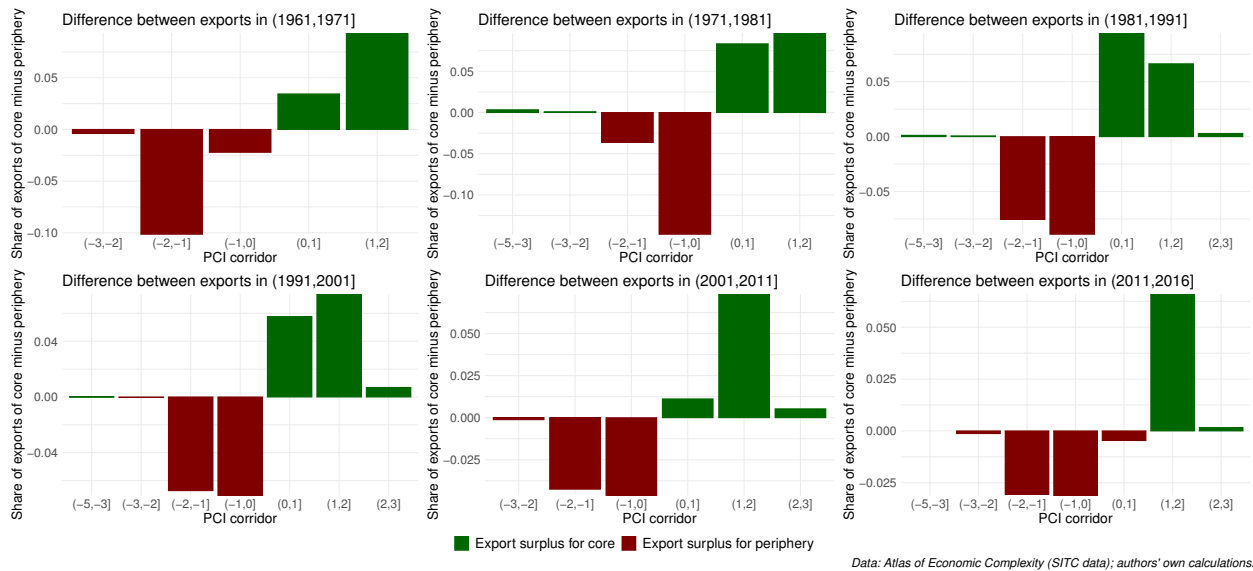 Difference between exports in (1961,1971]
Share of exports of core minus periphery
0.05
0.00
−0.05
−0.10
(−3,−2] (−2,−1] (−1,0] (0,1] (1,2]
PCI corridor
Difference between exports in (1971,1981]
Share of exports of core minus periphery
0.05
0.00
−0.05
−0.10
(−5,−3] (−3,−2] (−2,−1] (−1,0] (0,1] (1,2]
PCI corridor
Difference between exports in (1981,1991]
Share of exports of core minus periphery
0.05
0.00
−0.05
(−5,−3] (−3,−2] (−2,−1] (−1,0] (0,1] (1,2] (2,3]
PCI corridor
Difference between exports in (1991,2001]
Share of exports of core minus periphery
0.04
0.00
−0.04
(−5,−3] (−3,−2] (−2,−1] (−1,0] (0,1] (1,2] (2,3]
PCI corridor
Difference between exports in (2001,2011]
Share of exports of core minus periphery
0.050
0.025
0.000
−0.025
(−3,−2] (−2,−1] (−1,0] (0,1] (1,2] (2,3]
PCI corridor
Difference between exports in (2011,2016]
Share of exports of core minus periphery
0.050
0.025
0.000
−0.025
(−5,−3] (−3,−2] (−2,−1] (−1,0] (0,1] (1,2] (2,3]
PCI corridor
Export surplus for core Export surplus for periphery
Data: Atlas of Economic Complexity (SITC data); authors' own calculations.